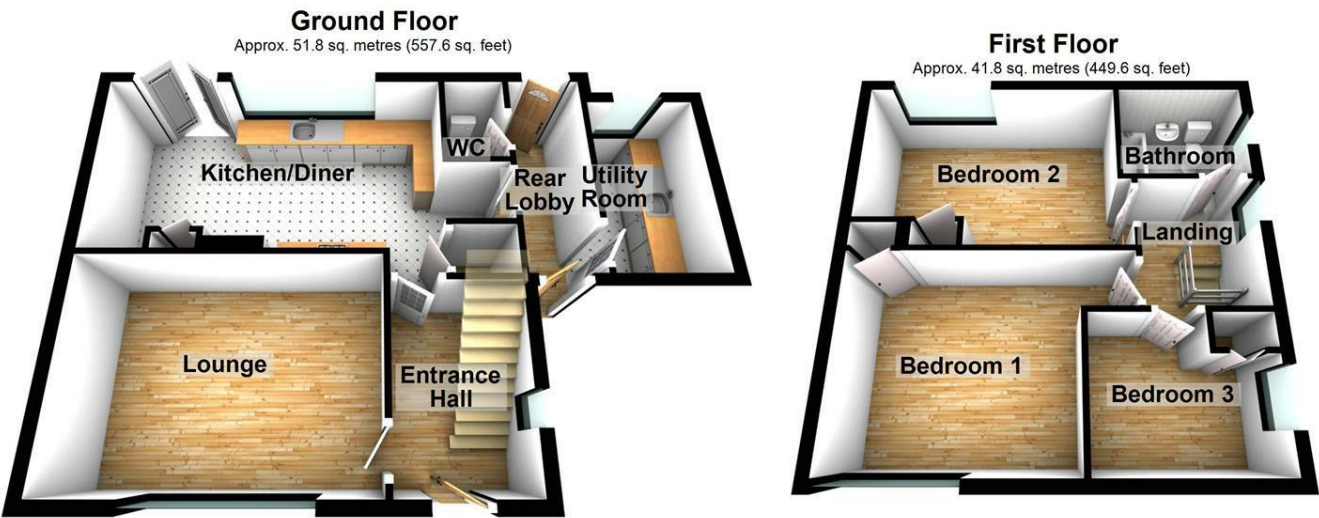 Ground Floor
Approx. 51.8 sq. metres (557.6 sq. feet)
Kitchen/Diner
WC
Rear
Lobby
Utility
Room
Lounge
Entrance
Hall
First Floor
Approx. 41.8 sq. metres (449.6 sq. feet)
Bedroom 2
Bathroom
Landing
Bedroom 1
Bedroom 3